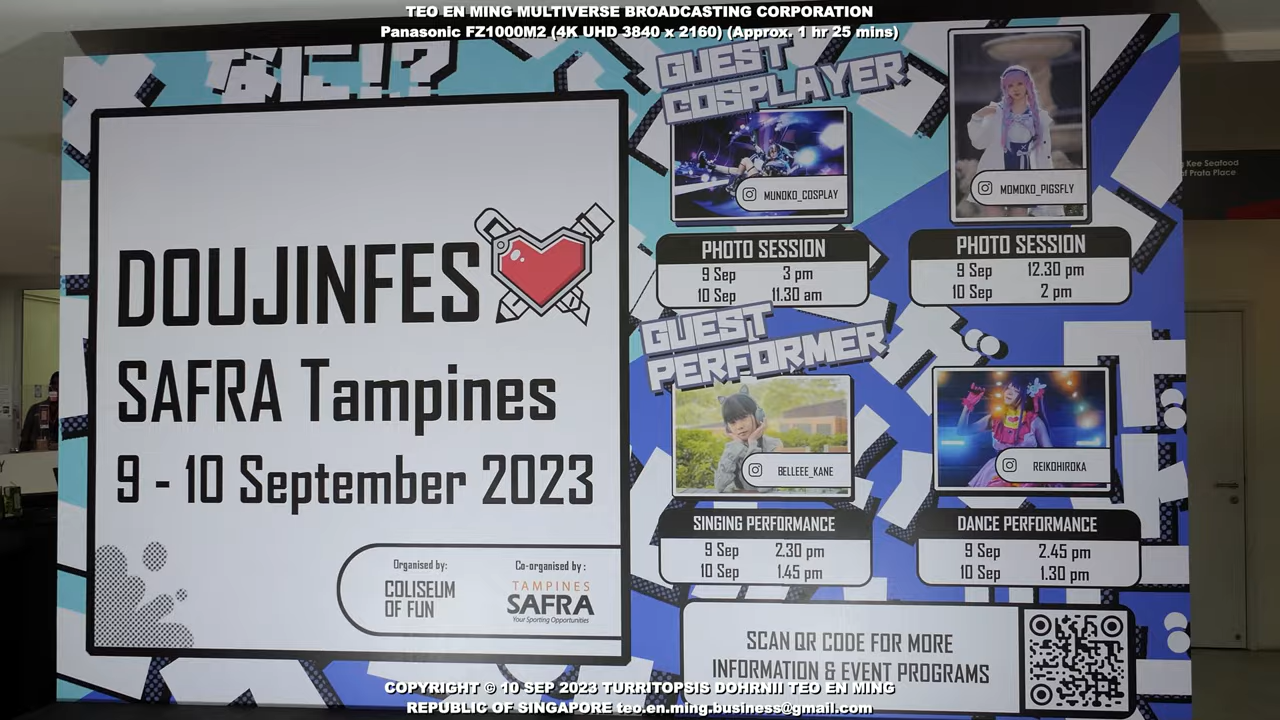 TEO EN MING MULTIVERSE BROADCASTING CORPORATION
Panasonic FZ1000M2 (4K UHD 3840 x 2160) (Approx. 1 hr 25 mins)
なに!?
DOUJINFES
SAFRA Tampines
9 - 10 September 2023
Organised by:
COLISEUM
OF FUN
Co-organised by:
TAMPINES
SAFRA
Your Sporting Opportunities
GUEST
COSPLAYER
MUNOKO_COSPLAY
PHOTO SESSION
9 Sep 3 pm
10 Sep 11.30 am
MOMOKO_PIGSFLY
PHOTO SESSION
9 Sep 12.30 pm
10 Sep 2 pm
GUEST
PERFORMER
BELLEEE_KANE
SINGING PERFORMANCE
9 Sep 2.30 pm
10 Sep 1.45 pm
REIKOHIROKA
DANCE PERFORMANCE
9 Sep 2.45 pm
10 Sep 1.30 pm
SCAN QR CODE FOR MORE
INFORMATION & EVENT PROGRAMS
Kee Seafood
Prato Place
COPYRIGHT © 10 SEP 2023 TURRITOPSIS DOHRNII TEO EN MING
REPUBLIC OF SINGAPORE teo.en.ming.business@gmail.com